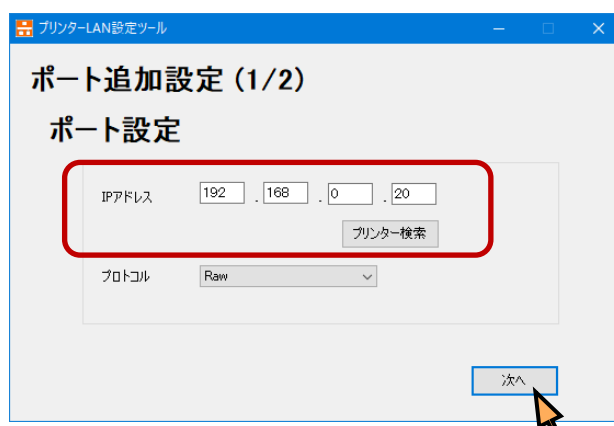 プリンターLAN設定ツール
ポート追加設定 (1/2)
ポート設定
IPアドレス 192 . 168 . 0 . 20
プリンター検索
プロトコル Raw
次へ